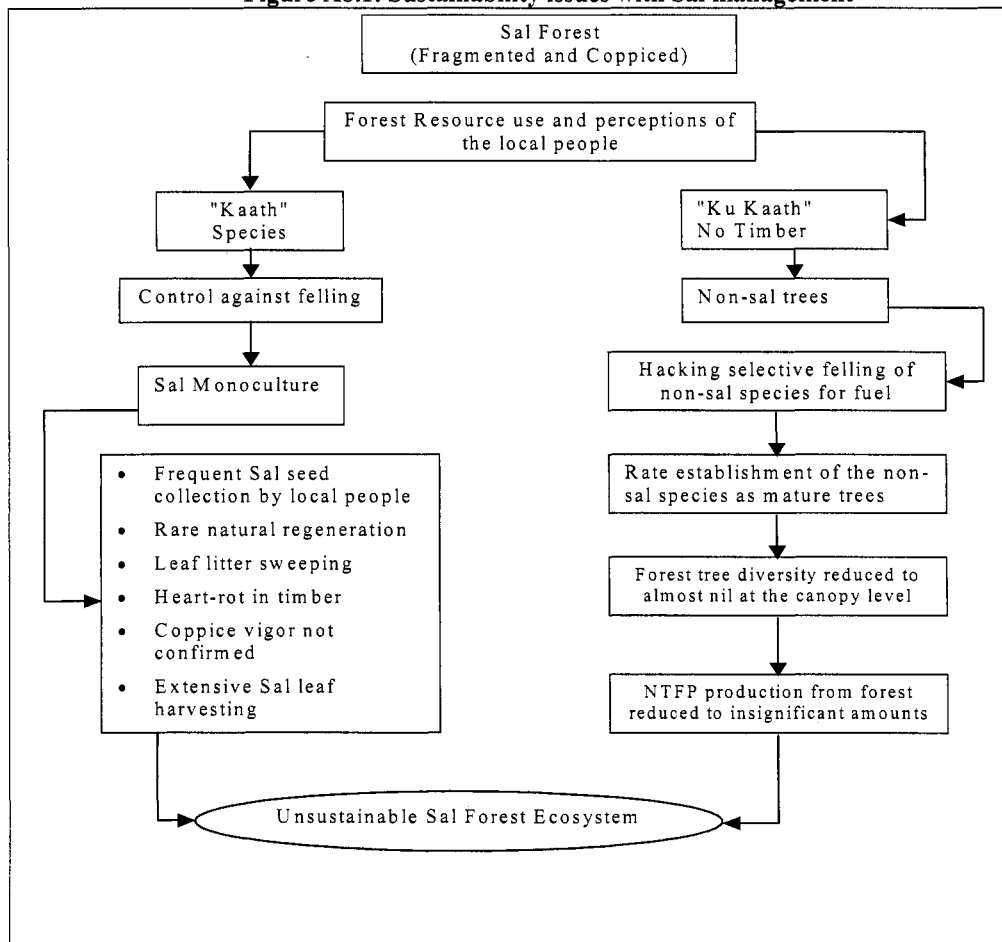 Sal Forest
(Fragmented and Coppiced)
Forest Resource use and perceptions of
the local people
"Kaath"
Species
"Ku Kaath"
No Timber
Control against felling
Non-sal trees
Sal Monoculture
Hacking selective felling of
non-sal species for fuel
• Frequent Sal seed
collection by local people
• Rare natural regeneration
• Leaf litter sweeping
• Heart-rot in timber
• Coppice vigor not
confirmed
• Extensive Sal leaf
harvesting
Rate establishment of the non-
sal species as mature trees
Forest tree diversity reduced to
almost nil at the canopy level
NTFP production from forest
reduced to insignificant amounts
Unsustainable Sal Forest Ecosystem